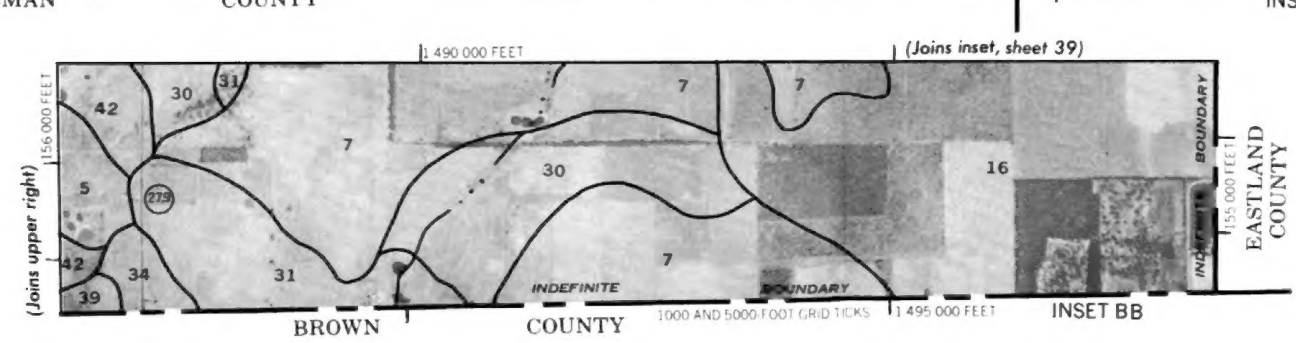 MAN COUNTY INS
1 490 000 FEET
(Joins inset, sheet 39)
42 30 31 7 7
156 000 FEET
BOUNDARY
7
155 000 FEET
30 16
5 279
EASTLAND
COUNTY
(Joins upper right)
42 34 31 7
INDEFINITE
39
INDEFINITE BOUNDARY
BROWN COUNTY 1000 AND 5000-FOOT GRID TICKS 1 495 000 FEET INSET BB